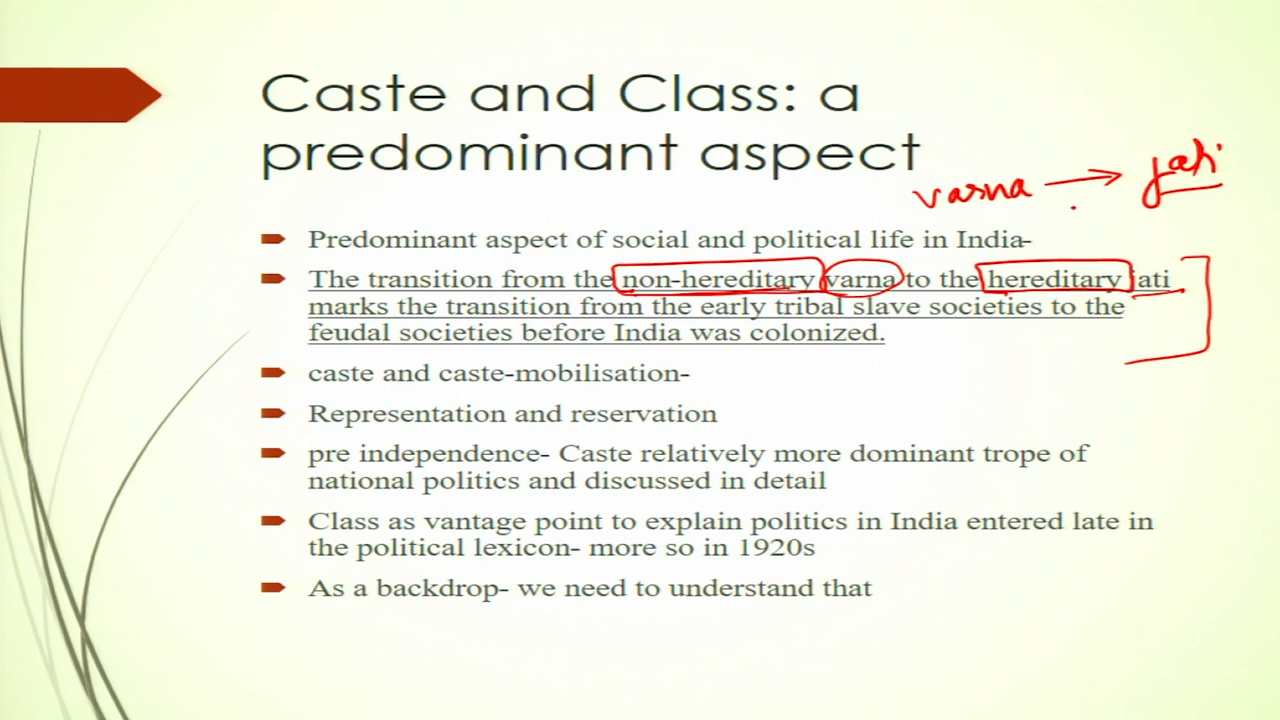 Caste and Class: a
predominant aspect
varna → jati
Predominant aspect of social and political life in India-
The transition from the non-hereditary varna to the hereditary jati
marks the transition from the early tribal slave societies to the
feudal societies before India was colonized.
caste and caste-mobilisation-
Representation and reservation
pre independence- Caste relatively more dominant trope of
national politics and discussed in detail
Class as vantage point to explain politics in India entered late in
the political lexicon- more so in 1920s
As a backdrop- we need to understand that